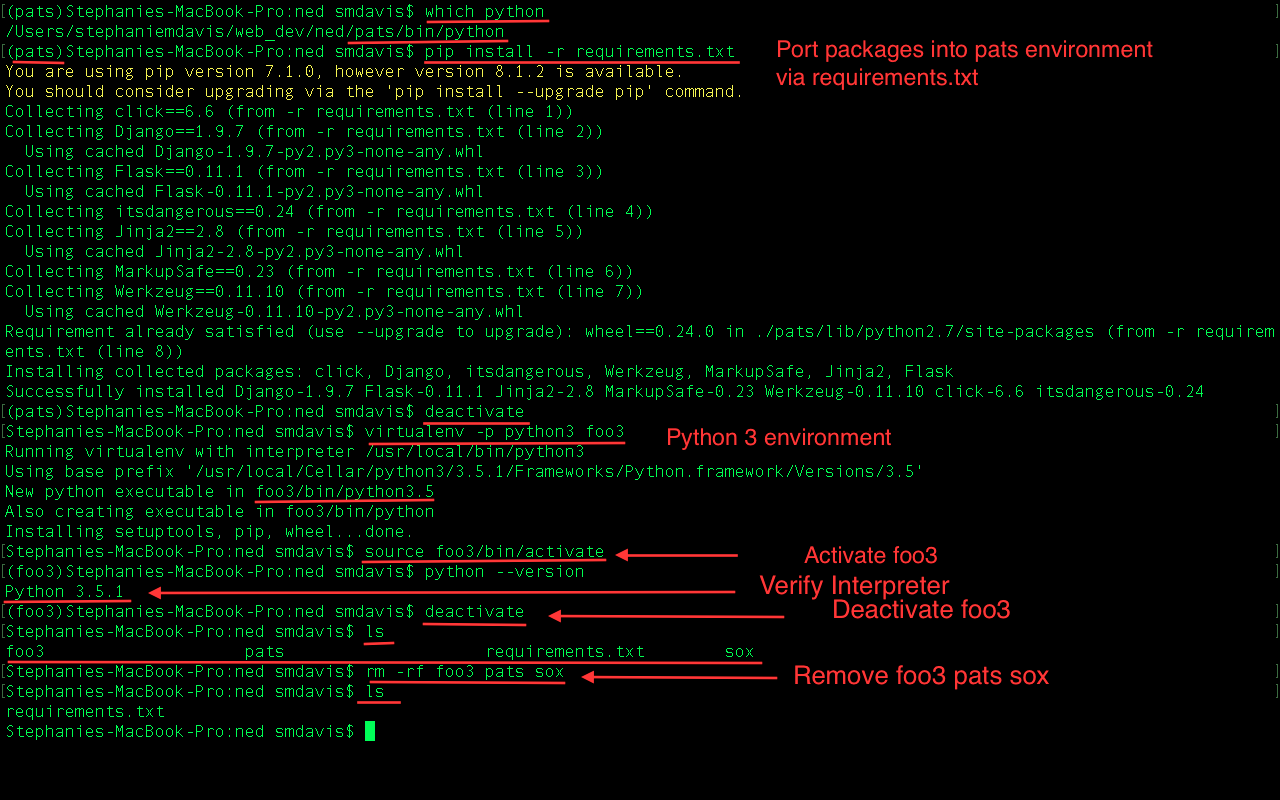 [(pats)Stephanies-MacBook-Pro:ned smdavis$ which python ]
/Users/stephaniemdavis/web_dev/ned/pats/bin/python
[(pats)Stephanies-MacBook-Pro:ned smdavis$ pip install -r requirements.txt ]
Port packages into pats environment
via requirements.txt
You are using pip version 7.1.0, however version 8.1.2 is available.
You should consider upgrading via the 'pip install --upgrade pip' command.
Collecting click==6.6 (from -r requirements.txt (line 1))
Collecting Django==1.9.7 (from -r requirements.txt (line 2))
  Using cached Django-1.9.7-py2.py3-none-any.whl
Collecting Flask==0.11.1 (from -r requirements.txt (line 3))
  Using cached Flask-0.11.1-py2.py3-none-any.whl
Collecting itsdangerous==0.24 (from -r requirements.txt (line 4))
Collecting Jinja2==2.8 (from -r requirements.txt (line 5))
  Using cached Jinja2-2.8-py2.py3-none-any.whl
Collecting MarkupSafe==0.23 (from -r requirements.txt (line 6))
Collecting Werkzeug==0.11.10 (from -r requirements.txt (line 7))
  Using cached Werkzeug-0.11.10-py2.py3-none-any.whl
Requirement already satisfied (use --upgrade to upgrade): wheel==0.24.0 in ./pats/lib/python2.7/site-packages (from -r requirem
ents.txt (line 8))
Installing collected packages: click, Django, itsdangerous, Werkzeug, MarkupSafe, Jinja2, Flask
Successfully installed Django-1.9.7 Flask-0.11.1 Jinja2-2.8 MarkupSafe-0.23 Werkzeug-0.11.10 click-6.6 itsdangerous-0.24
[(pats)Stephanies-MacBook-Pro:ned smdavis$ deactivate ]
[Stephanies-MacBook-Pro:ned smdavis$ virtualenv -p python3 foo3 ]
Python 3 environment
Running virtualenv with interpreter /usr/local/bin/python3
Using base prefix '/usr/local/Cellar/python3/3.5.1/Frameworks/Python.framework/Versions/3.5'
New python executable in foo3/bin/python3.5
Also creating executable in foo3/bin/python
Installing setuptools, pip, wheel...done.
[Stephanies-MacBook-Pro:ned smdavis$ source foo3/bin/activate ]
Activate foo3
[(foo3)Stephanies-MacBook-Pro:ned smdavis$ python --version ]
Python 3.5.1
Verify Interpreter
[(foo3)Stephanies-MacBook-Pro:ned smdavis$ deactivate ]
Deactivate foo3
[Stephanies-MacBook-Pro:ned smdavis$ ls ]
foo3 pats requirements.txt sox
[Stephanies-MacBook-Pro:ned smdavis$ rm -rf foo3 pats sox ]
Remove foo3 pats sox
[Stephanies-MacBook-Pro:ned smdavis$ ls ]
requirements.txt
Stephanies-MacBook-Pro:ned smdavis$